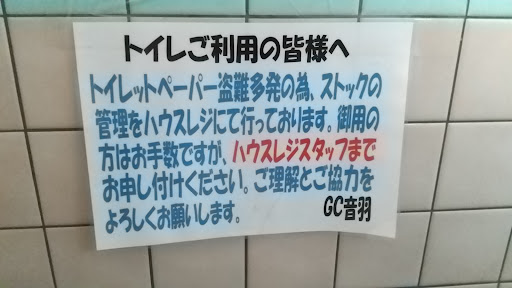 トイレご利用の皆様へ
トイレットペーパー盗難多発の為、ストックの
管理をハウスレジにて行っております。御用の
方はお手数ですが、ハウスレジスタッフまで
お申し付けください。ご理解とご協力を
よろしくお願いします。 GC音羽